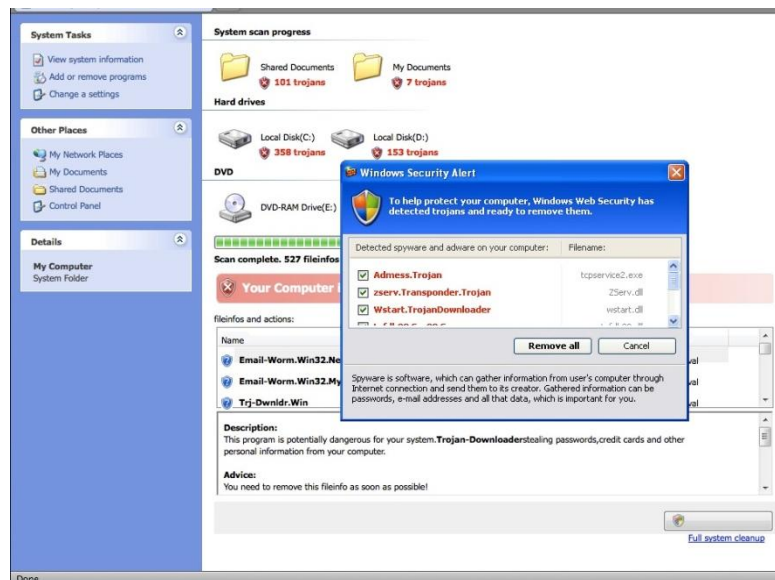 System Tasks
View system information
Add or remove programs
Change a settings
Other Places
My Network Places
My Documents
Shared Documents
Control Panel
Details
My Computer
System Folder
System scan progress
Shared Documents
101 trojans
My Documents
7 trojans
Hard drives
Local Disk(C:)
358 trojans
Local Disk(D:)
153 trojans
DVD
DVD-RAM Drive(E:)
Scan complete. 527 fileinfos
Your Computer
fileinfos and actions:
Name
Email-Worm.Win32.Ne
Email-Worm.Win32.My
Trj-Dwnldr.Win
Description:
This program is potentially dangerous for your system.Trojan-Downloaderstealing passwords,credit cards and other
personal information from your computer.
Advice:
You need to remove this fileinfo as soon as possible!
Full system cleanup
Windows Security Alert
To help protect your computer, Windows Web Security has
detected trojans and ready to remove
them.
Detected spyware and adware on your computer:
Filename:
Admess.Trojan
tcpservice2.exe
zserv.Transponder.Trojan
ZServ.dll
Wstart.TrojanDownloader
wstart.dll
Remove all
Cancel
Spyware is software, which can gather information from user's computer through
Internet connection and send them to its creator. Gathered information can be
passwords, e-mail addresses and all that data, which is important for you.
Done